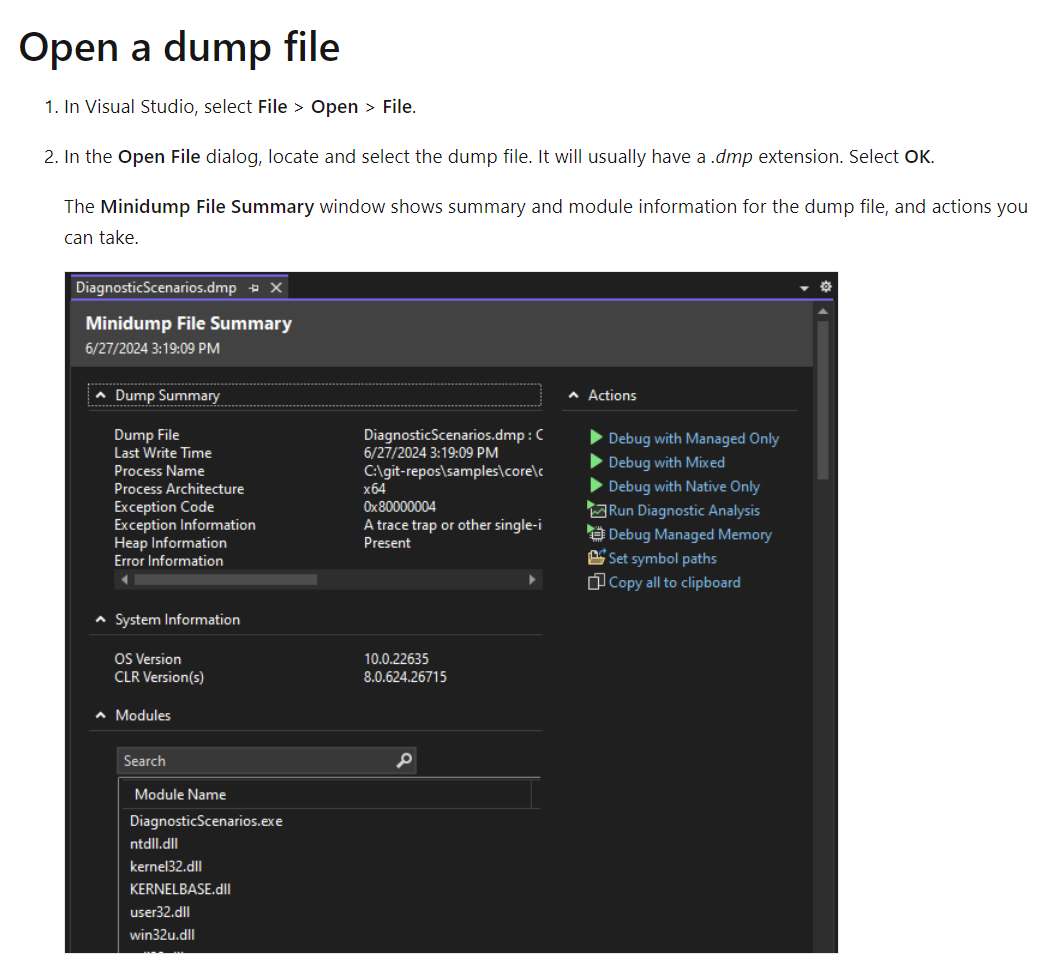 Open a dump file
1. In Visual Studio, select File > Open > File.
2. In the Open File dialog, locate and select the dump file. It will usually have a .dmp extension. Select OK.
The Minidump File Summary window shows summary and module information for the dump file, and actions you
can take.
DiagnosticScenarios.dmp
Minidump File Summary
6/27/2024 3:19:09 PM
Dump Summary
Dump File DiagnosticScenarios.dmp : C
Last Write Time 6/27/2024 3:19:09 PM
Process Name C:\git-repos\samples\core\
Process Architecture x64
Exception Code 0x80000004
Exception Information A trace trap or other single-i
Heap Information Present
Error Information
System Information
OS Version 10.0.22635
CLR Version(s) 8.0.624.26715
Modules
Search
Module Name
DiagnosticScenarios.exe
ntdll.dll
kernel32.dll
KERNELBASE.dll
user32.dll
win32u.dll
Actions
Debug with Managed Only
Debug with Mixed
Debug with Native Only
Run Diagnostic Analysis
Debug Managed Memory
Set symbol paths
Copy all to clipboard